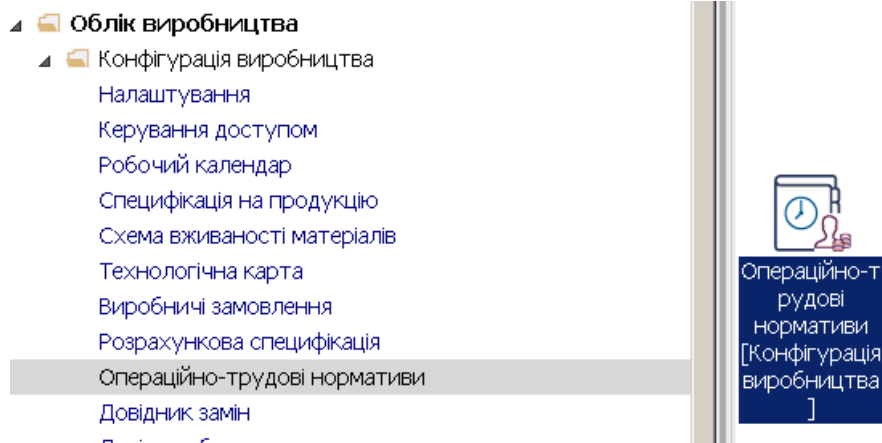 Облік виробництва
Конфігурація виробництва
Налаштування
Керування доступом
Робочий календар
Специфікація на продукцію
Схема вживаності матеріалів
Технологічна карта
Виробничі замовлення
Розрахункова специфікація
Операційно-трудові нормативи
Довідник замін
Операційно-т
рудові
нормативи
[Конфігурація
виробництва
]